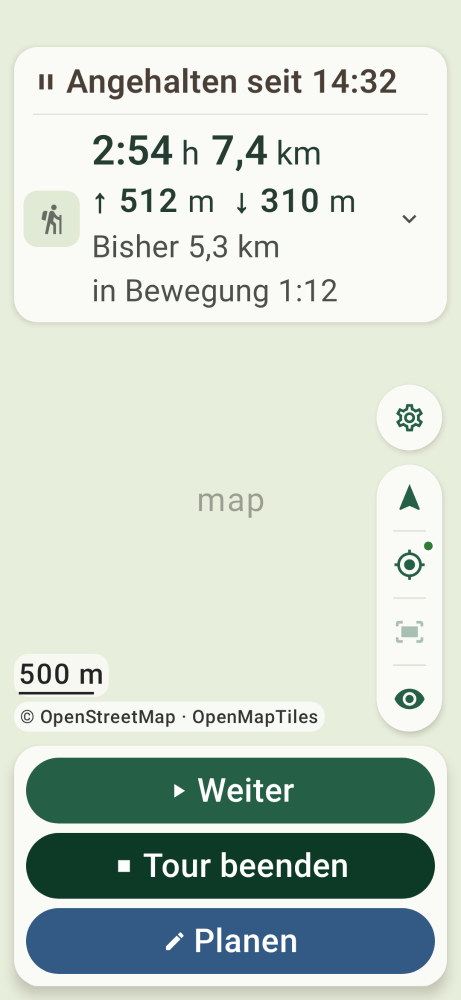 Angehalten seit 14:32
2:54 h 7,4 km
↑ 512 m ↓ 310 m
Bisher 5,3 km
in Bewegung 1:12
map
500 m
© OpenStreetMap · OpenMapTiles
Weiter
Tour beenden
Planen